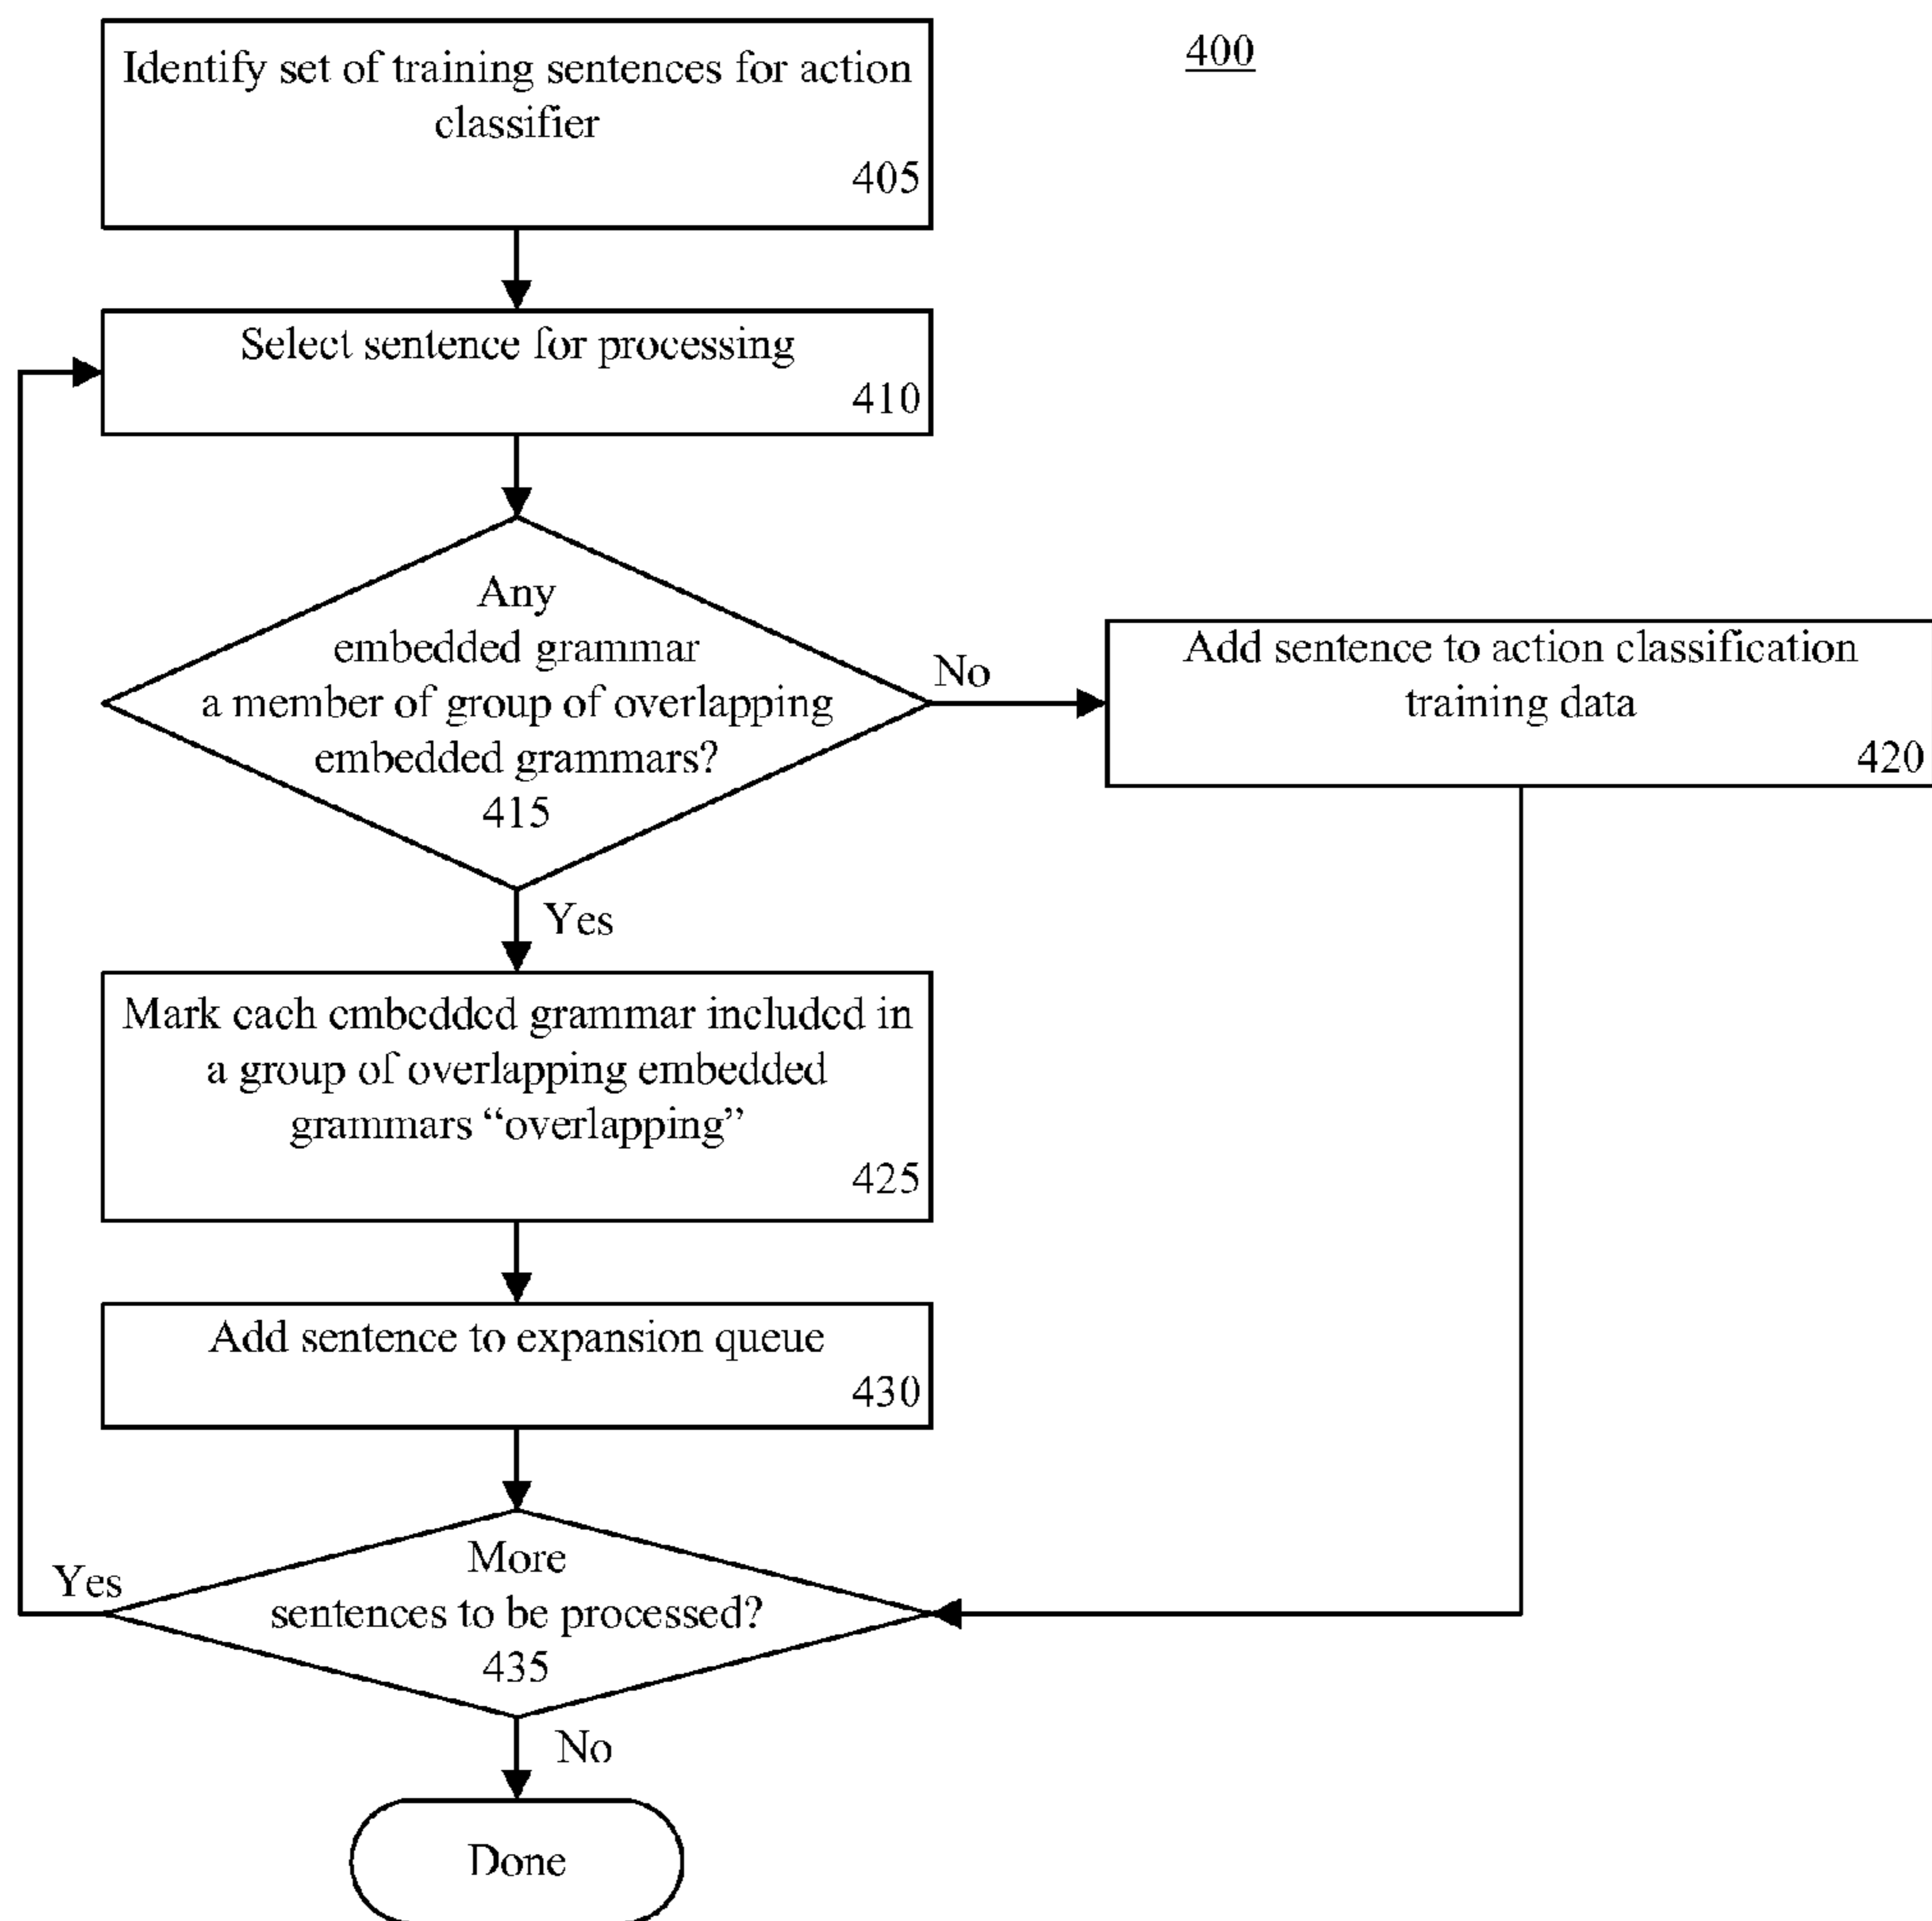 400
Identify set of training sentences for action
classifier
405
Select sentence for processing
410
Any
embedded grammar
a member of group of overlapping
embedded grammars?
415
No
Add sentence to action classification
training data
420
Yes
Mark each embedded grammar included in
a group of overlapping embedded
grammars “overlapping”
425
Add sentence to expansion queue
430
More
sentences to be processed?
435
Yes
No
Done